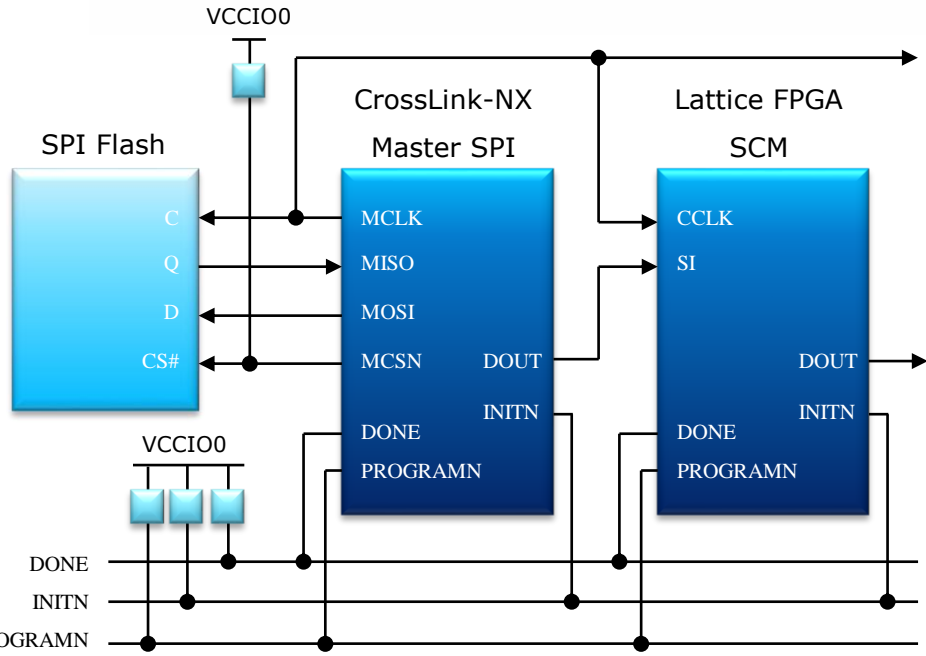 VCCIO0
CrossLink-NX
Master SPI
Lattice FPGA
SCM
SPI Flash
C
Q
D
CS#
MCLK
MISO
MOSI
MCSN
DOUT
INITN
DONE
PROGRAMN
CCLK
SI
DOUT
INITN
DONE
PROGRAMN
VCCIO0
DONE
INITN
OGRAMN